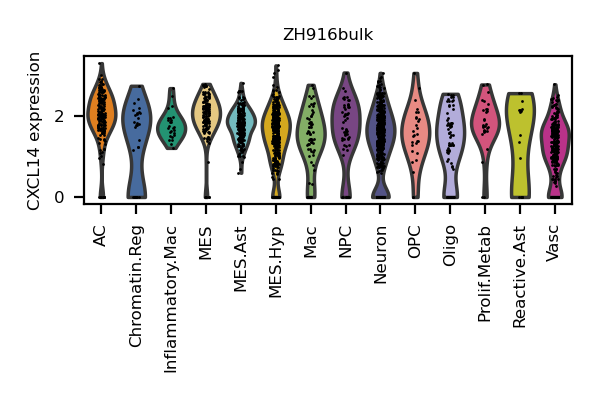 ZH916bulk
CXCL14 expression
2
0
AC
Chromatin.Reg
Inflammatory.Mac
MES
MES.Ast
MES.Hyp
Mac
NPC
Neuron
OPC
Oligo
Prolif.Metab
Reactive.Ast
Vasc